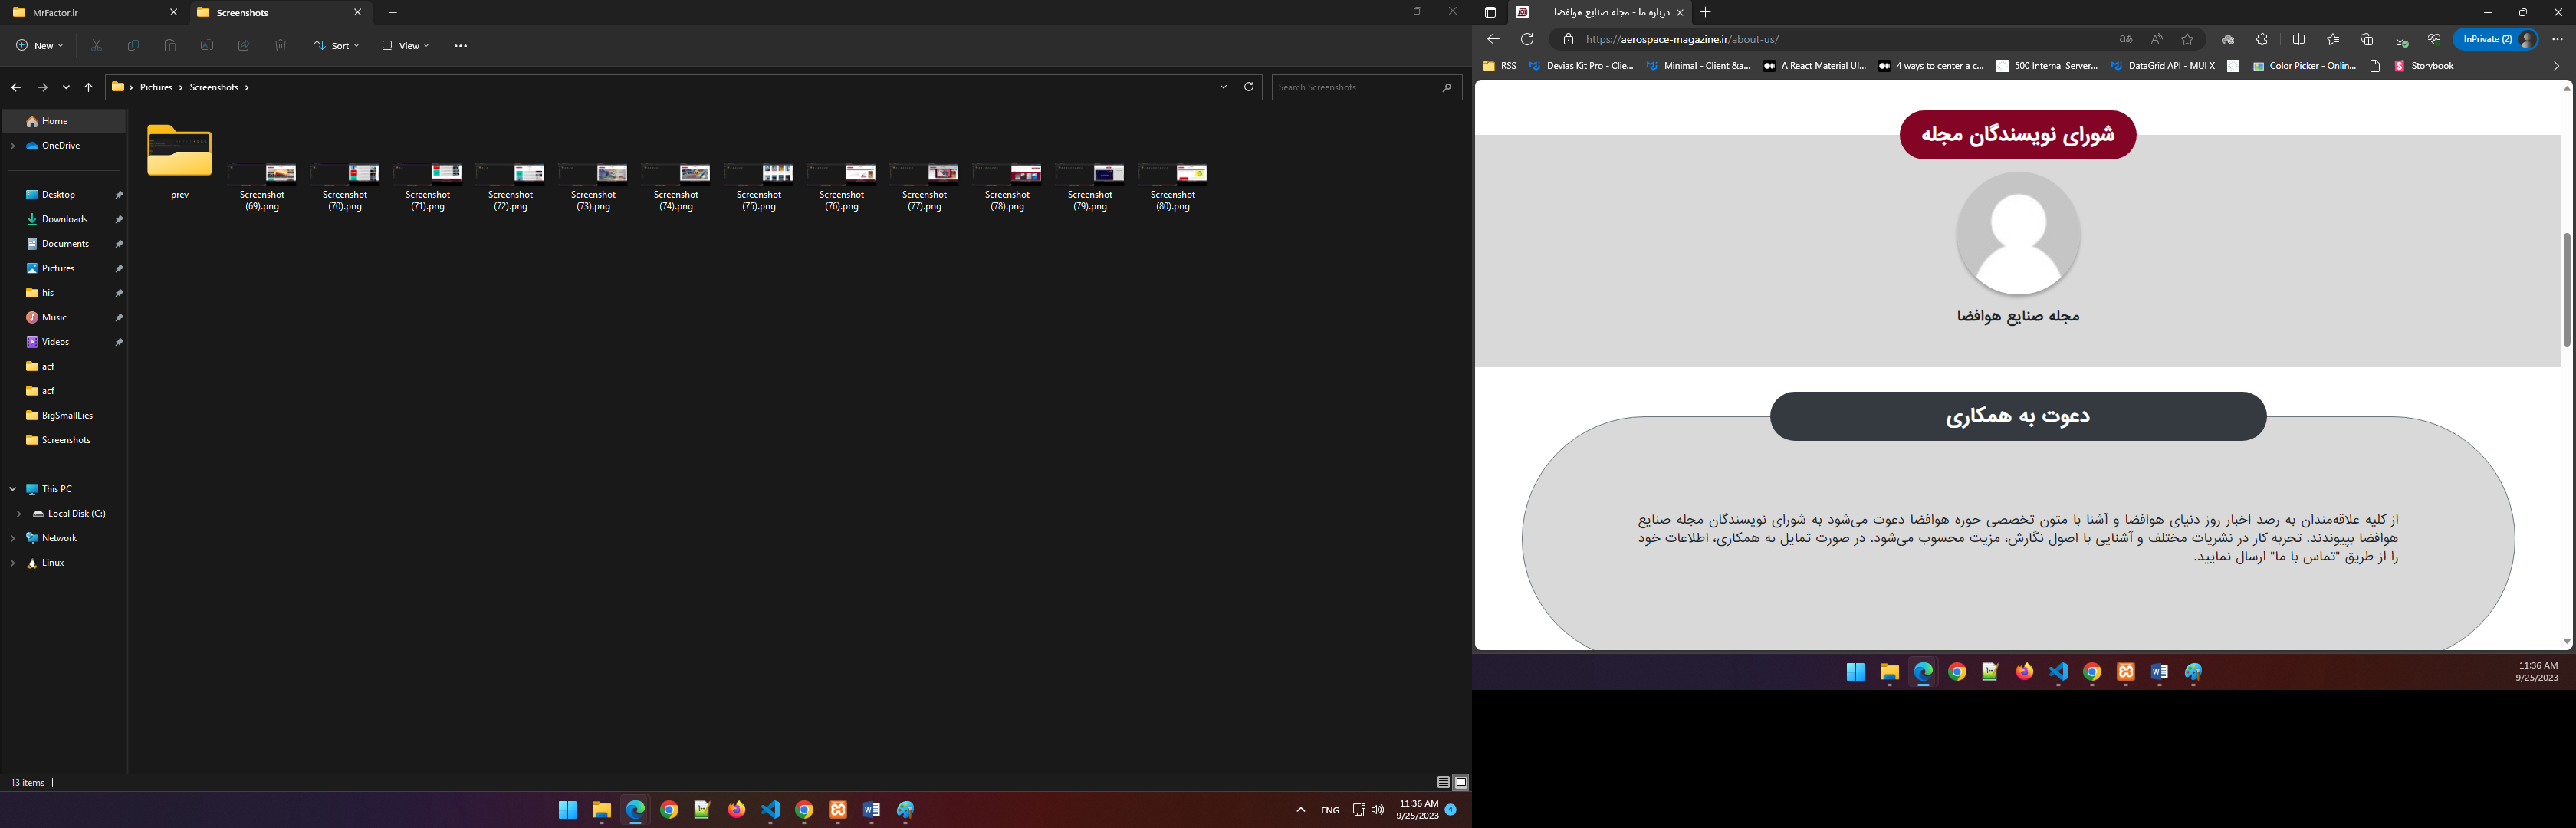 MrFactor.ir
Screenshots
New
Sort
View
Pictures
Screenshots
Search Screenshots
Home
OneDrive
Desktop
Downloads
Documents
Pictures
his
Music
Videos
acf
acf
BigSmallLies
Screenshots
This PC
Local Disk (C:)
Network
Linux
prev
Screenshot (69).png
Screenshot (70).png
Screenshot (71).png
Screenshot (72).png
Screenshot (73).png
Screenshot (74).png
Screenshot (75).png
Screenshot (76).png
Screenshot (77).png
Screenshot (78).png
Screenshot (79).png
Screenshot (80).png
13 items
ENG
11:36 AM
9/25/2023
4
درباره ما - مجله صنایع هوافضا
https://aerospace-magazine.ir/about-us/
InPrivate (2)
RSS
Devias Kit Pro - Clie...
Minimal - Client &a...
A React Material UI...
4 ways to center a c...
500 Internal Server...
DataGrid API - MUI X
Color Picker - Onlin...
Storybook
شورای نویسندگان مجله
مجله صنایع هوافضا
دعوت به همکاری
از کلیه علاقه‌مندان به رصد اخبار روز دنیای هوافضا و آشنا با متون تخصصی حوزه هوافضا دعوت می‌شود به شورای نویسندگان مجله صنایع
هوافضا بپیوندند. تجربه کار در نشریات مختلف و آشنایی با اصول نگارش، مزیت محسوب می‌شود. در صورت تمایل به همکاری، اطلاعات خود
را از طریق "تماس با ما" ارسال نمایید.
11:36 AM
9/25/2023